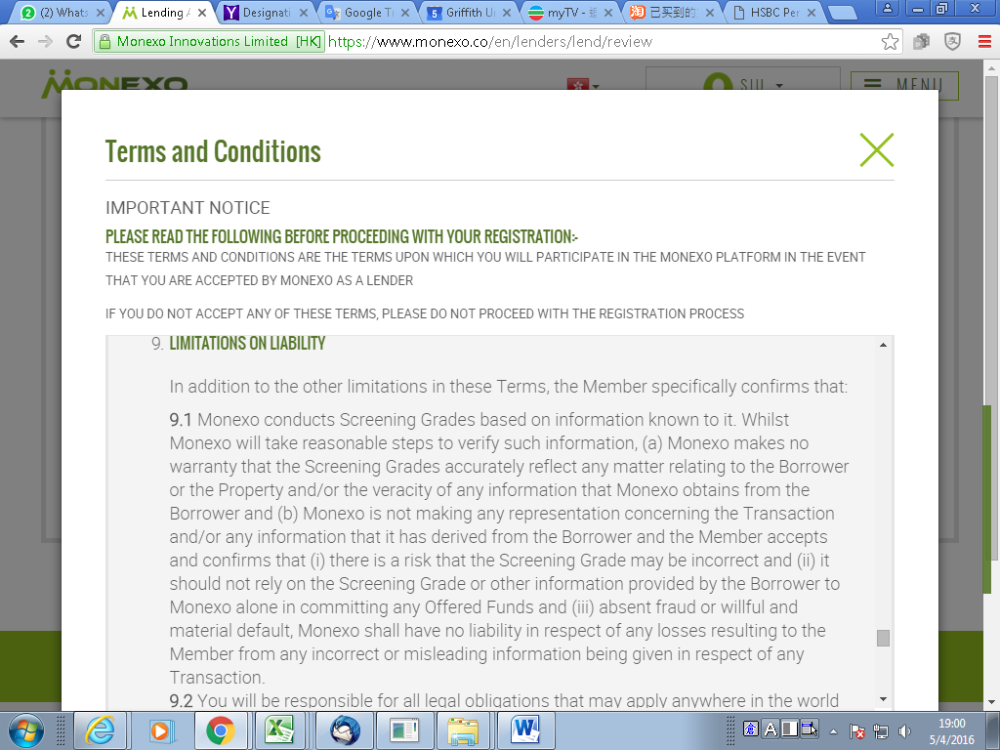 (2) Whats
Lending A
Designati
Google Tr
Griffith Un
myTV -
已买到的
HSBC Per
Monexo Innovations Limited [HK] https://www.monexo.co/en/lenders/lend/review
MONEXO
SIU
MENU
Terms and Conditions
IMPORTANT NOTICE
PLEASE READ THE FOLLOWING BEFORE PROCEEDING WITH YOUR REGISTRATION:-
THESE TERMS AND CONDITIONS ARE THE TERMS UPON WHICH YOU WILL PARTICIPATE IN THE MONEXO PLATFORM IN THE EVENT
THAT YOU ARE ACCEPTED BY MONEXO AS A LENDER
IF YOU DO NOT ACCEPT ANY OF THESE TERMS, PLEASE DO NOT PROCEED WITH THE REGISTRATION PROCESS
9. LIMITATIONS ON LIABILITY
In addition to the other limitations in these Terms, the Member specifically confirms that:
9.1 Monexo conducts Screening Grades based on information known to it. Whilst
Monexo will take reasonable steps to verify such information, (a) Monexo makes no
warranty that the Screening Grades accurately reflect any matter relating to the Borrower
or the Property and/or the veracity of any information that Monexo obtains from the
Borrower and (b) Monexo is not making any representation concerning the Transaction
and/or any information that it has derived from the Borrower and the Member accepts
and confirms that (i) there is a risk that the Screening Grade may be incorrect and (ii) it
should not rely on the Screening Grade or other information provided by the Borrower to
Monexo alone in committing any Offered Funds and (iii) absent fraud or willful and
material default, Monexo shall have no liability in respect of any losses resulting to the
Member from any incorrect or misleading information being given in respect of any
Transaction.
9.2 You will be responsible for all legal obligations that may apply anywhere in the world
19:00
5/4/2016